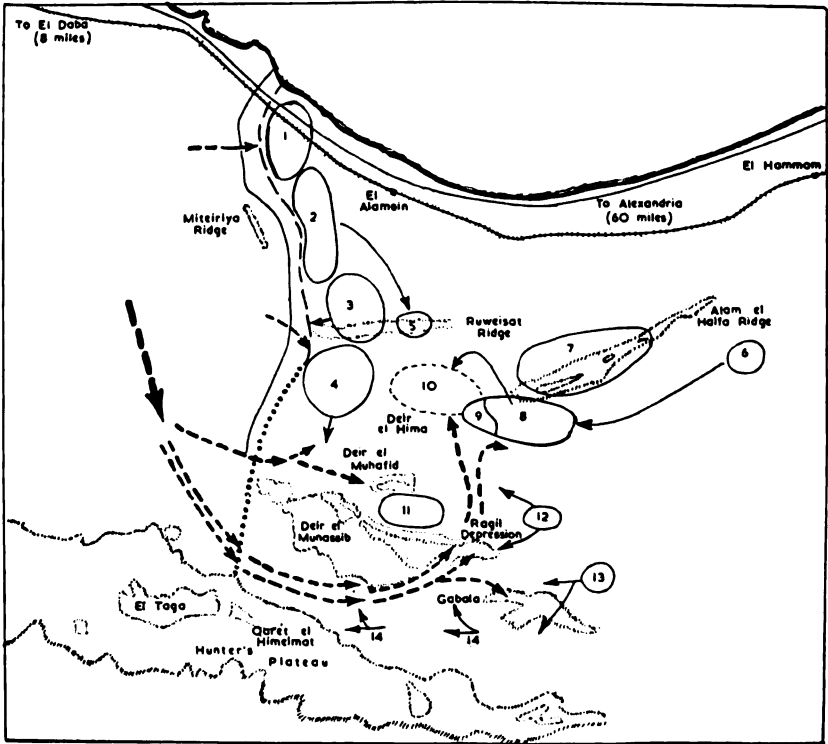 To El Daba
(8 miles)
1
El Hammam
El
Alamein
To Alexandria
(60 miles)
2
Miteiriya
Ridge
3
5
Ruweisat
Ridge
Alam el
Halfa Ridge
7
6
4
10
9
8
Deir
el Hima
Deir el
Muhafid
11
12
Deir el
Munassib
Ragil
Depression
13
El Taqa
Gabala
Qaret el
Himeimat
14
14
Hunter's
Plateau